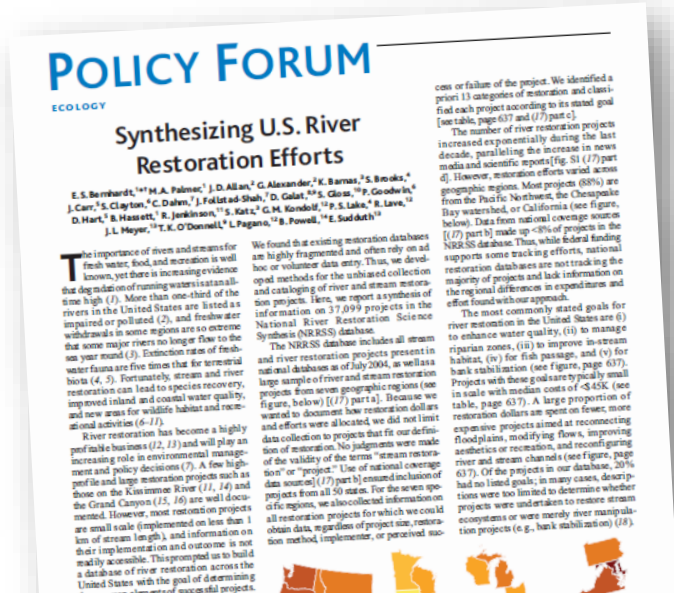 POLICY FORUM
ECOLOGY
Synthesizing U.S. River
Restoration Efforts
E. S. Bernhardt,¹*† M.A. Palmer,¹ J. D. Allan,² G. Alexander,² K. Barnas,³ S. Brooks,⁴
J. Carr,⁵ S. Clayton,⁶ C. Dahm,⁷ J. Follstad-Shah,⁷ D. Galat,⁸,⁹ S. Gloss,¹⁰ P. Goodwin,⁶
D. Hart,⁵ B. Hassett,¹ R. Jenkinson,¹¹ S. Katz,³ G. M. Kondolf,¹² P. S. Lake,⁴ R. Lave,¹²
J. L. Meyer,¹³ T. K. O'Donnell,⁸ L. Pagano,¹² B. Powell,¹⁴ E. Sudduth¹³
The importance of rivers and streams for
fresh water, food, and recreation is well
known, yet there is increasing evidence
that degradation of running waters is at an all-
time high (1). More than one-third of the
rivers in the United States are listed as
impaired or polluted (2), and freshwater
withdrawals in some regions are so extreme
that some major rivers no longer flow to the
sea year round (3). Extinction rates of fresh-
water fauna are five times that for terrestrial
biota (4, 5). Fortunately, stream and river
restoration can lead to species recovery,
improved inland and coastal water quality,
and new areas for wildlife habitat and recre-
ational activities (6–11).
River restoration has become a highly
profitable business (12, 13) and will play an
increasing role in environmental manage-
ment and policy decisions (7). A few high-
profile and large restoration projects such as
those on the Kissimmee River (11, 14) and
the Grand Canyon (15, 16) are well docu-
mented. However, most restoration projects
are small scale (implemented on less than 1
km of stream length), and information on
their implementation and outcome is not
readily accessible. This prompted us to build
a database of river restoration across the
United States with the goal of determining
elements of successful projects.
We found that existing restoration databases
are highly fragmented and often rely on ad
hoc or volunteer data entry. Thus, we devel-
oped methods for the unbiased collection
and cataloging of river and stream restora-
tion projects. Here, we report a synthesis of
information on 37,099 projects in the
National River Restoration Science
Synthesis (NRRSS) database.
The NRRSS database includes all stream
and river restoration projects present in
national databases as of July 2004, as well as a
large sample of river and stream restoration
projects from seven geographic regions (see
figure, below) [(17) part a]. Because we
wanted to document how restoration dollars
and efforts were allocated, we did not limit
data collection to projects that fit our defini-
tion of restoration. No judgments were made
of the validity of the terms "stream restora-
tion" or "project." Use of national coverage
data sources [(17) part b] ensured inclusion of
projects from all 50 states. For the seven spe-
cific regions, we also collected information on
all restoration projects for which we could
obtain data, regardless of project size, restora-
tion method, implementer, or perceived suc-
cess or failure of the project. We identified a
priori 13 categories of restoration and classi-
fied each project according to its stated goal
[see table, page 637 and (17) part c].
The number of river restoration projects
increased exponentially during the last
decade, paralleling the increase in news
media and scientific reports [fig. S1 (17) part
d]. However, restoration efforts varied across
geographic regions. Most projects (88%) are
from the Pacific Northwest, the Chesapeake
Bay watershed, or California (see figure,
below). Data from national coverage sources
[(17) part b] made up <8% of projects in the
NRRSS database. Thus, while federal funding
supports some tracking efforts, national
restoration databases are not tracking the
majority of projects and lack information on
the regional differences in expenditures and
effort found with our approach.
The most commonly stated goals for
river restoration in the United States are (i)
to enhance water quality, (ii) to manage
riparian zones, (iii) to improve in-stream
habitat, (iv) for fish passage, and (v) for
bank stabilization (see figure, page 637).
Projects with these goals are typically small
in scale with median costs of <$45K (see
table, page 637). A large proportion of
restoration dollars are spent on fewer, more
expensive projects aimed at reconnecting
floodplains, modifying flows, improving
aesthetics or recreation, and reconfiguring
river and stream channels (see figure, page
637). Of the projects in our database, 20%
had no listed goals; in many cases, descrip-
tions were too limited to determine whether
projects were undertaken to restore stream
ecosystems or were merely river manipula-
tion projects (e.g., bank stabilization) (18).